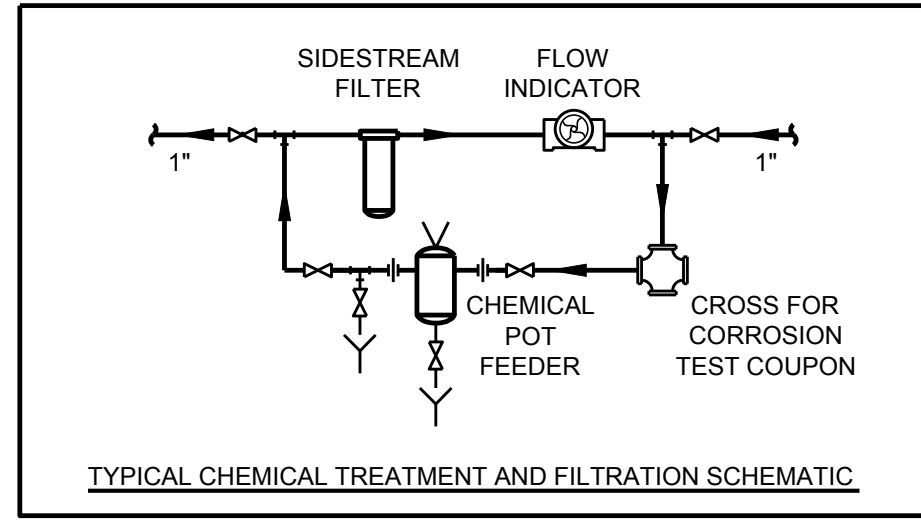 SIDESTREAM
FILTER
FLOW
INDICATOR
1"
1"
CHEMICAL
POT
FEEDER
CROSS FOR
CORROSION
TEST COUPON
TYPICAL CHEMICAL TREATMENT AND FILTRATION SCHEMATIC